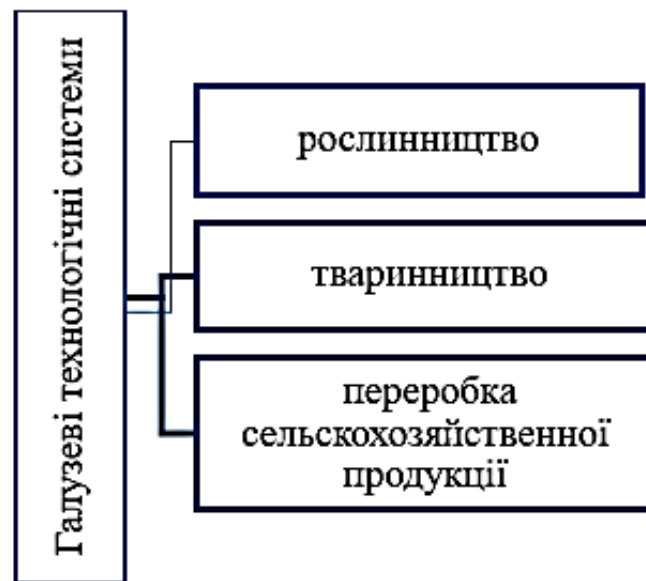 Галузеві технологічні системи
рослинництво
тваринництво
переробка
сельскохозяйственної
продукції